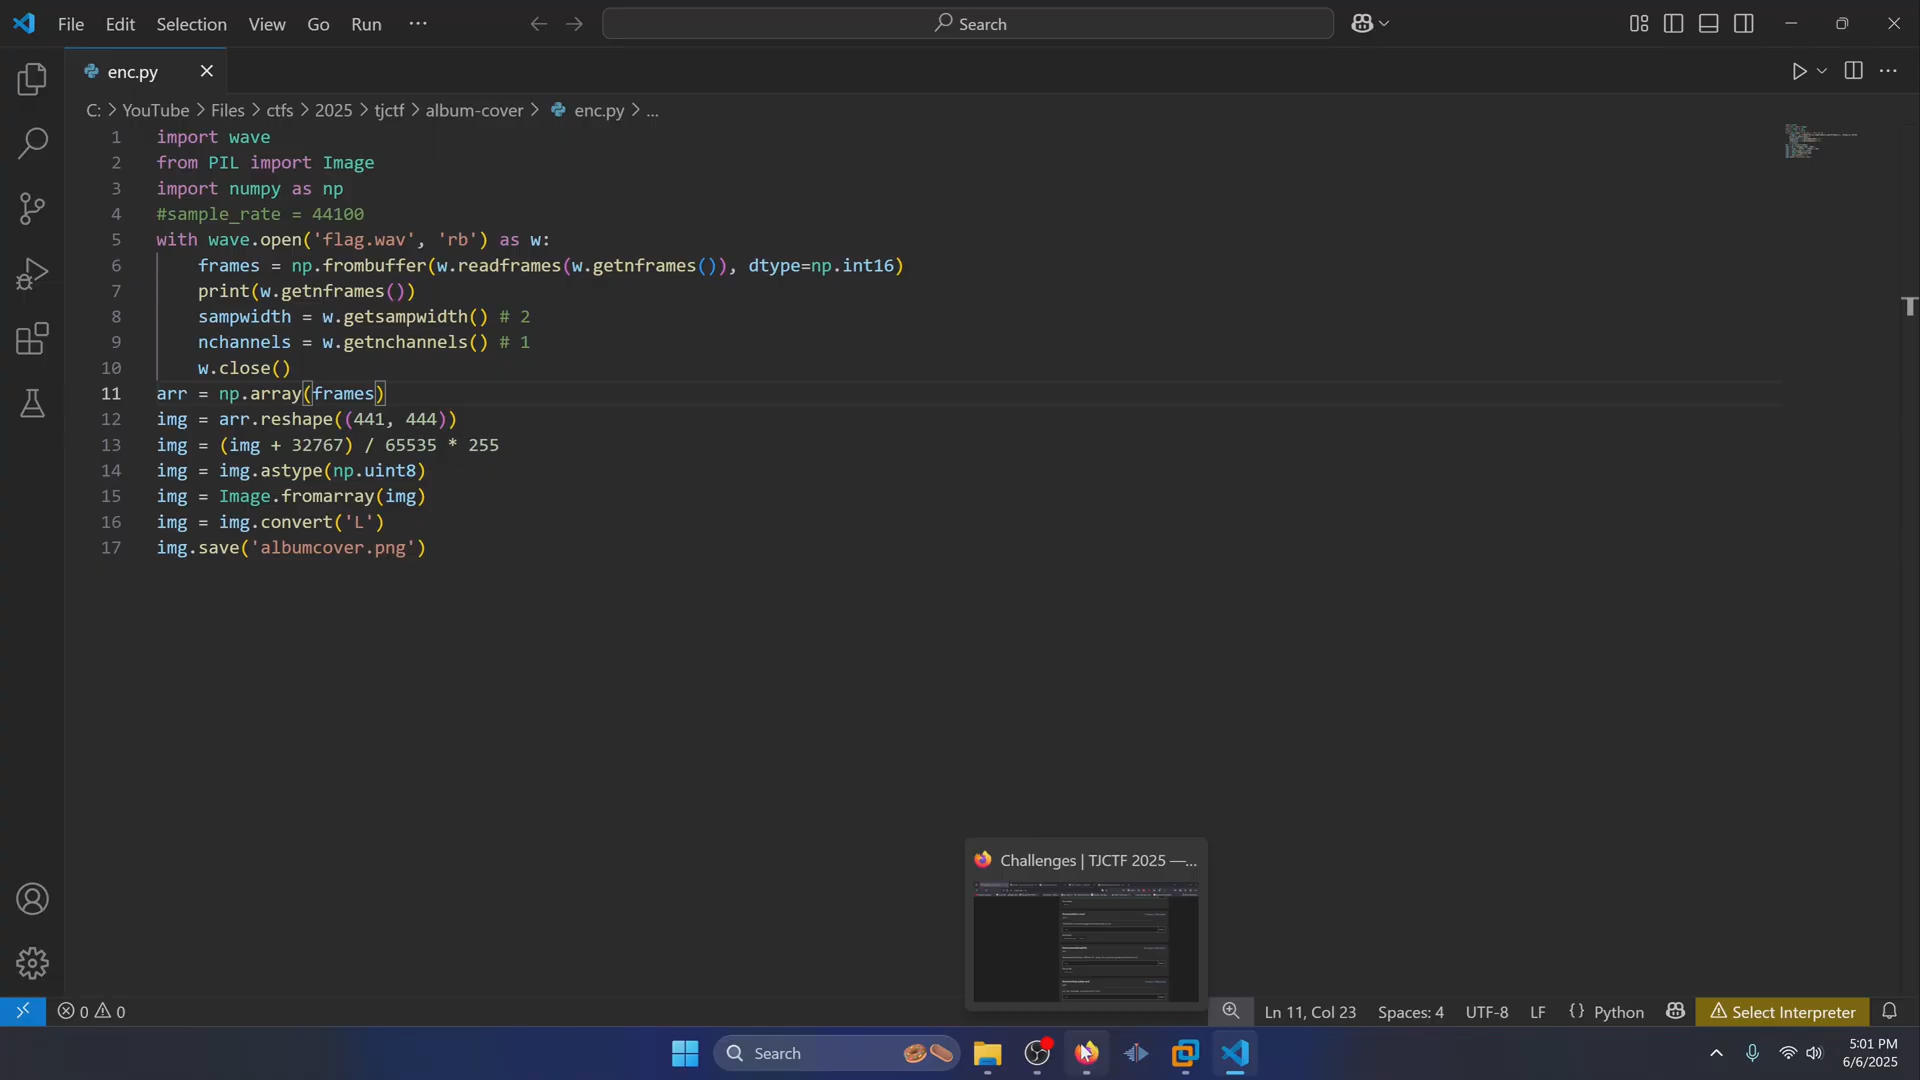 File Edit Selection View Go Run ···
Search
enc.py
C: > YouTube > Files > ctfs > 2025 > tjctf > album-cover > enc.py > ...
1 import wave
2 from PIL import Image
3 import numpy as np
4 #sample_rate = 44100
5 with wave.open('flag.wav', 'rb') as w:
6 frames = np.frombuffer(w.readframes(w.getnframes()), dtype=np.int16)
7 print(w.getnframes())
8 sampwidth = w.getsampwidth() # 2
9 nchannels = w.getnchannels() # 1
10 w.close()
11 arr = np.array(frames)
12 img = arr.reshape((441, 444))
13 img = (img + 32767) / 65535 * 255
14 img = img.astype(np.uint8)
15 img = Image.fromarray(img)
16 img = img.convert('L')
17 img.save('albumcover.png')
Challenges | TJCTF 2025 —...
0 0
Ln 11, Col 23 Spaces: 4 UTF-8 LF {} Python Select Interpreter
Search
5:01 PM
6/6/2025